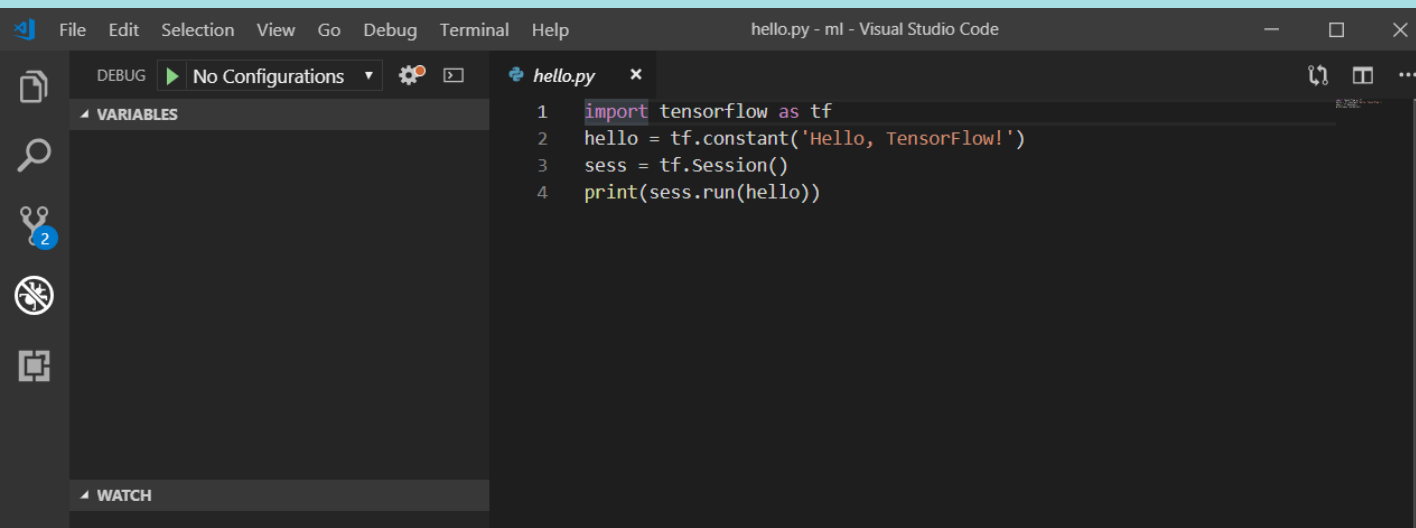 File Edit Selection View Go Debug Terminal Help hello.py - ml - Visual Studio Code
DEBUG No Configurations
hello.py
VARIABLES
1 import tensorflow as tf
2 hello = tf.constant('Hello, TensorFlow!')
3 sess = tf.Session()
4 print(sess.run(hello))
2
WATCH